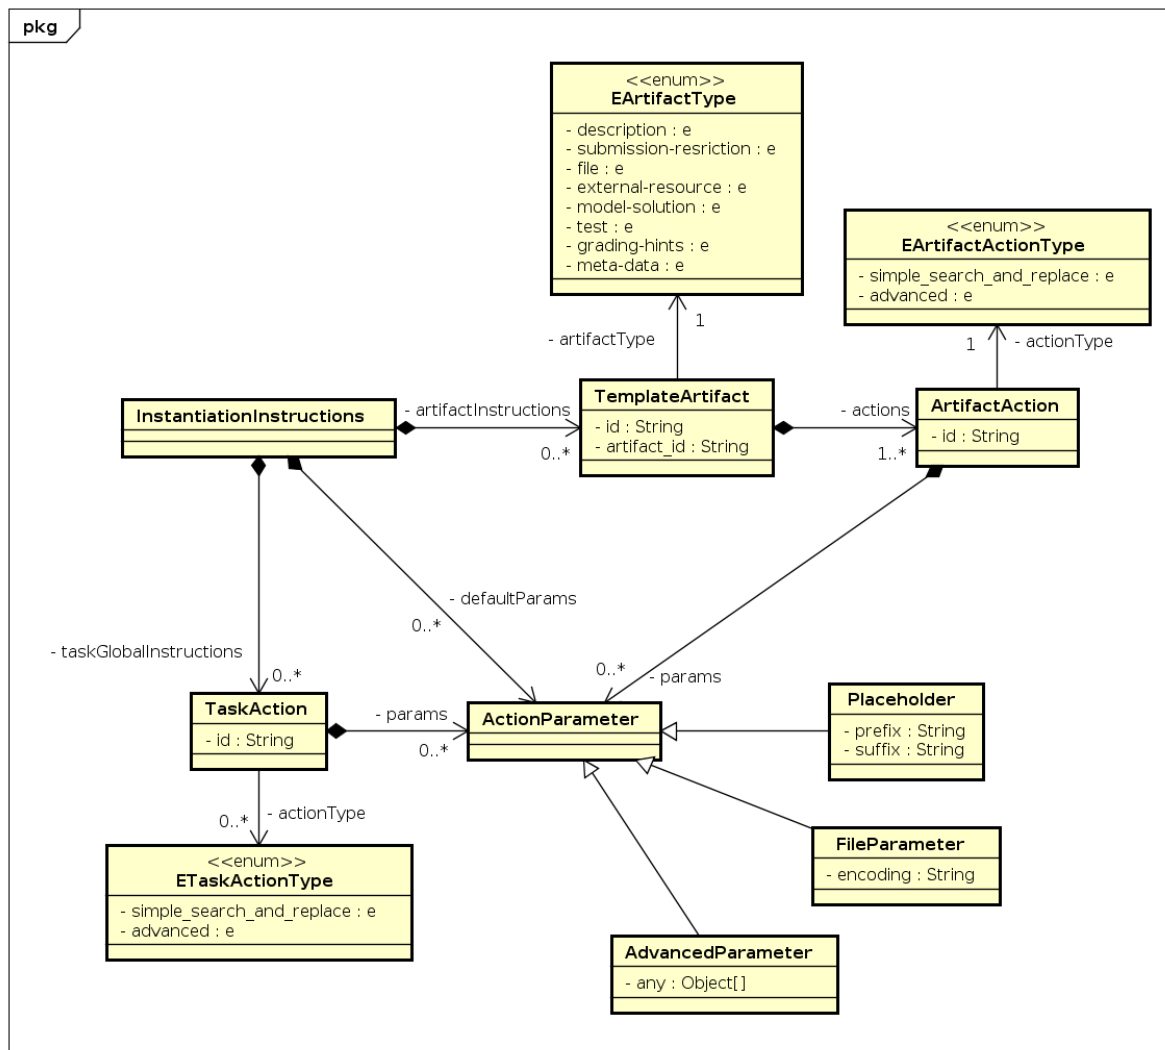 pkg
<<enum>>
EArtifactType
- description : e
- submission-resriction : e
- file : e
- external-resource : e
- model-solution : e
- test : e
- grading-hints : e
- meta-data : e
<<enum>>
EArtifactActionType
- simple_search_and_replace : e
- advanced : e
1
- artifactType
1
- actionType
InstantiationInstructions
- artifactInstructions
0..*
TemplateArtifact
- id : String
- artifact_id : String
- actions
1..*
ArtifactAction
- id : String
- defaultParams
0..*
- taskGlobalInstructions
0..*
0..*
- params
TaskAction
- id : String
- params
0..*
ActionParameter
Placeholder
- prefix : String
- suffix : String
- actionType
0..*
<<enum>>
ETaskActionType
- simple_search_and_replace : e
- advanced : e
FileParameter
- encoding : String
AdvancedParameter
- any : Object[]